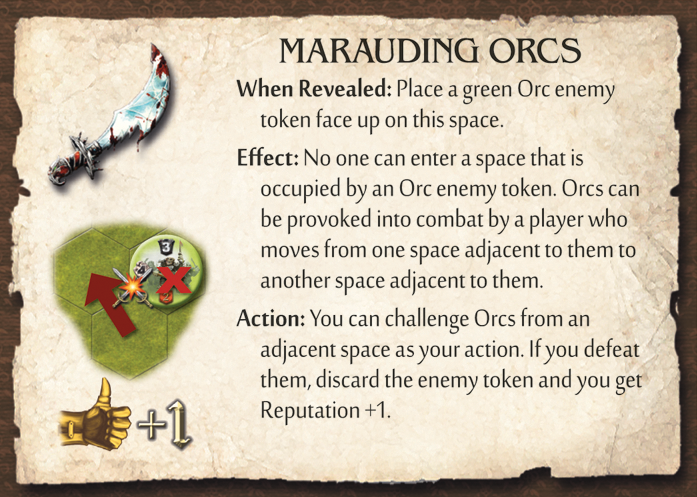 MARAUDING ORCS
When Revealed: Place a green Orc enemy
token face up on this space.
Effect: No one can enter a space that is
occupied by an Orc enemy token. Orcs can
be provoked into combat by a player who
moves from one space adjacent to them to
another space adjacent to them.
3
Action: You can challenge Orcs from an
adjacent space as your action. If you defeat
them, discard the enemy token and you get
Reputation +1.
+1